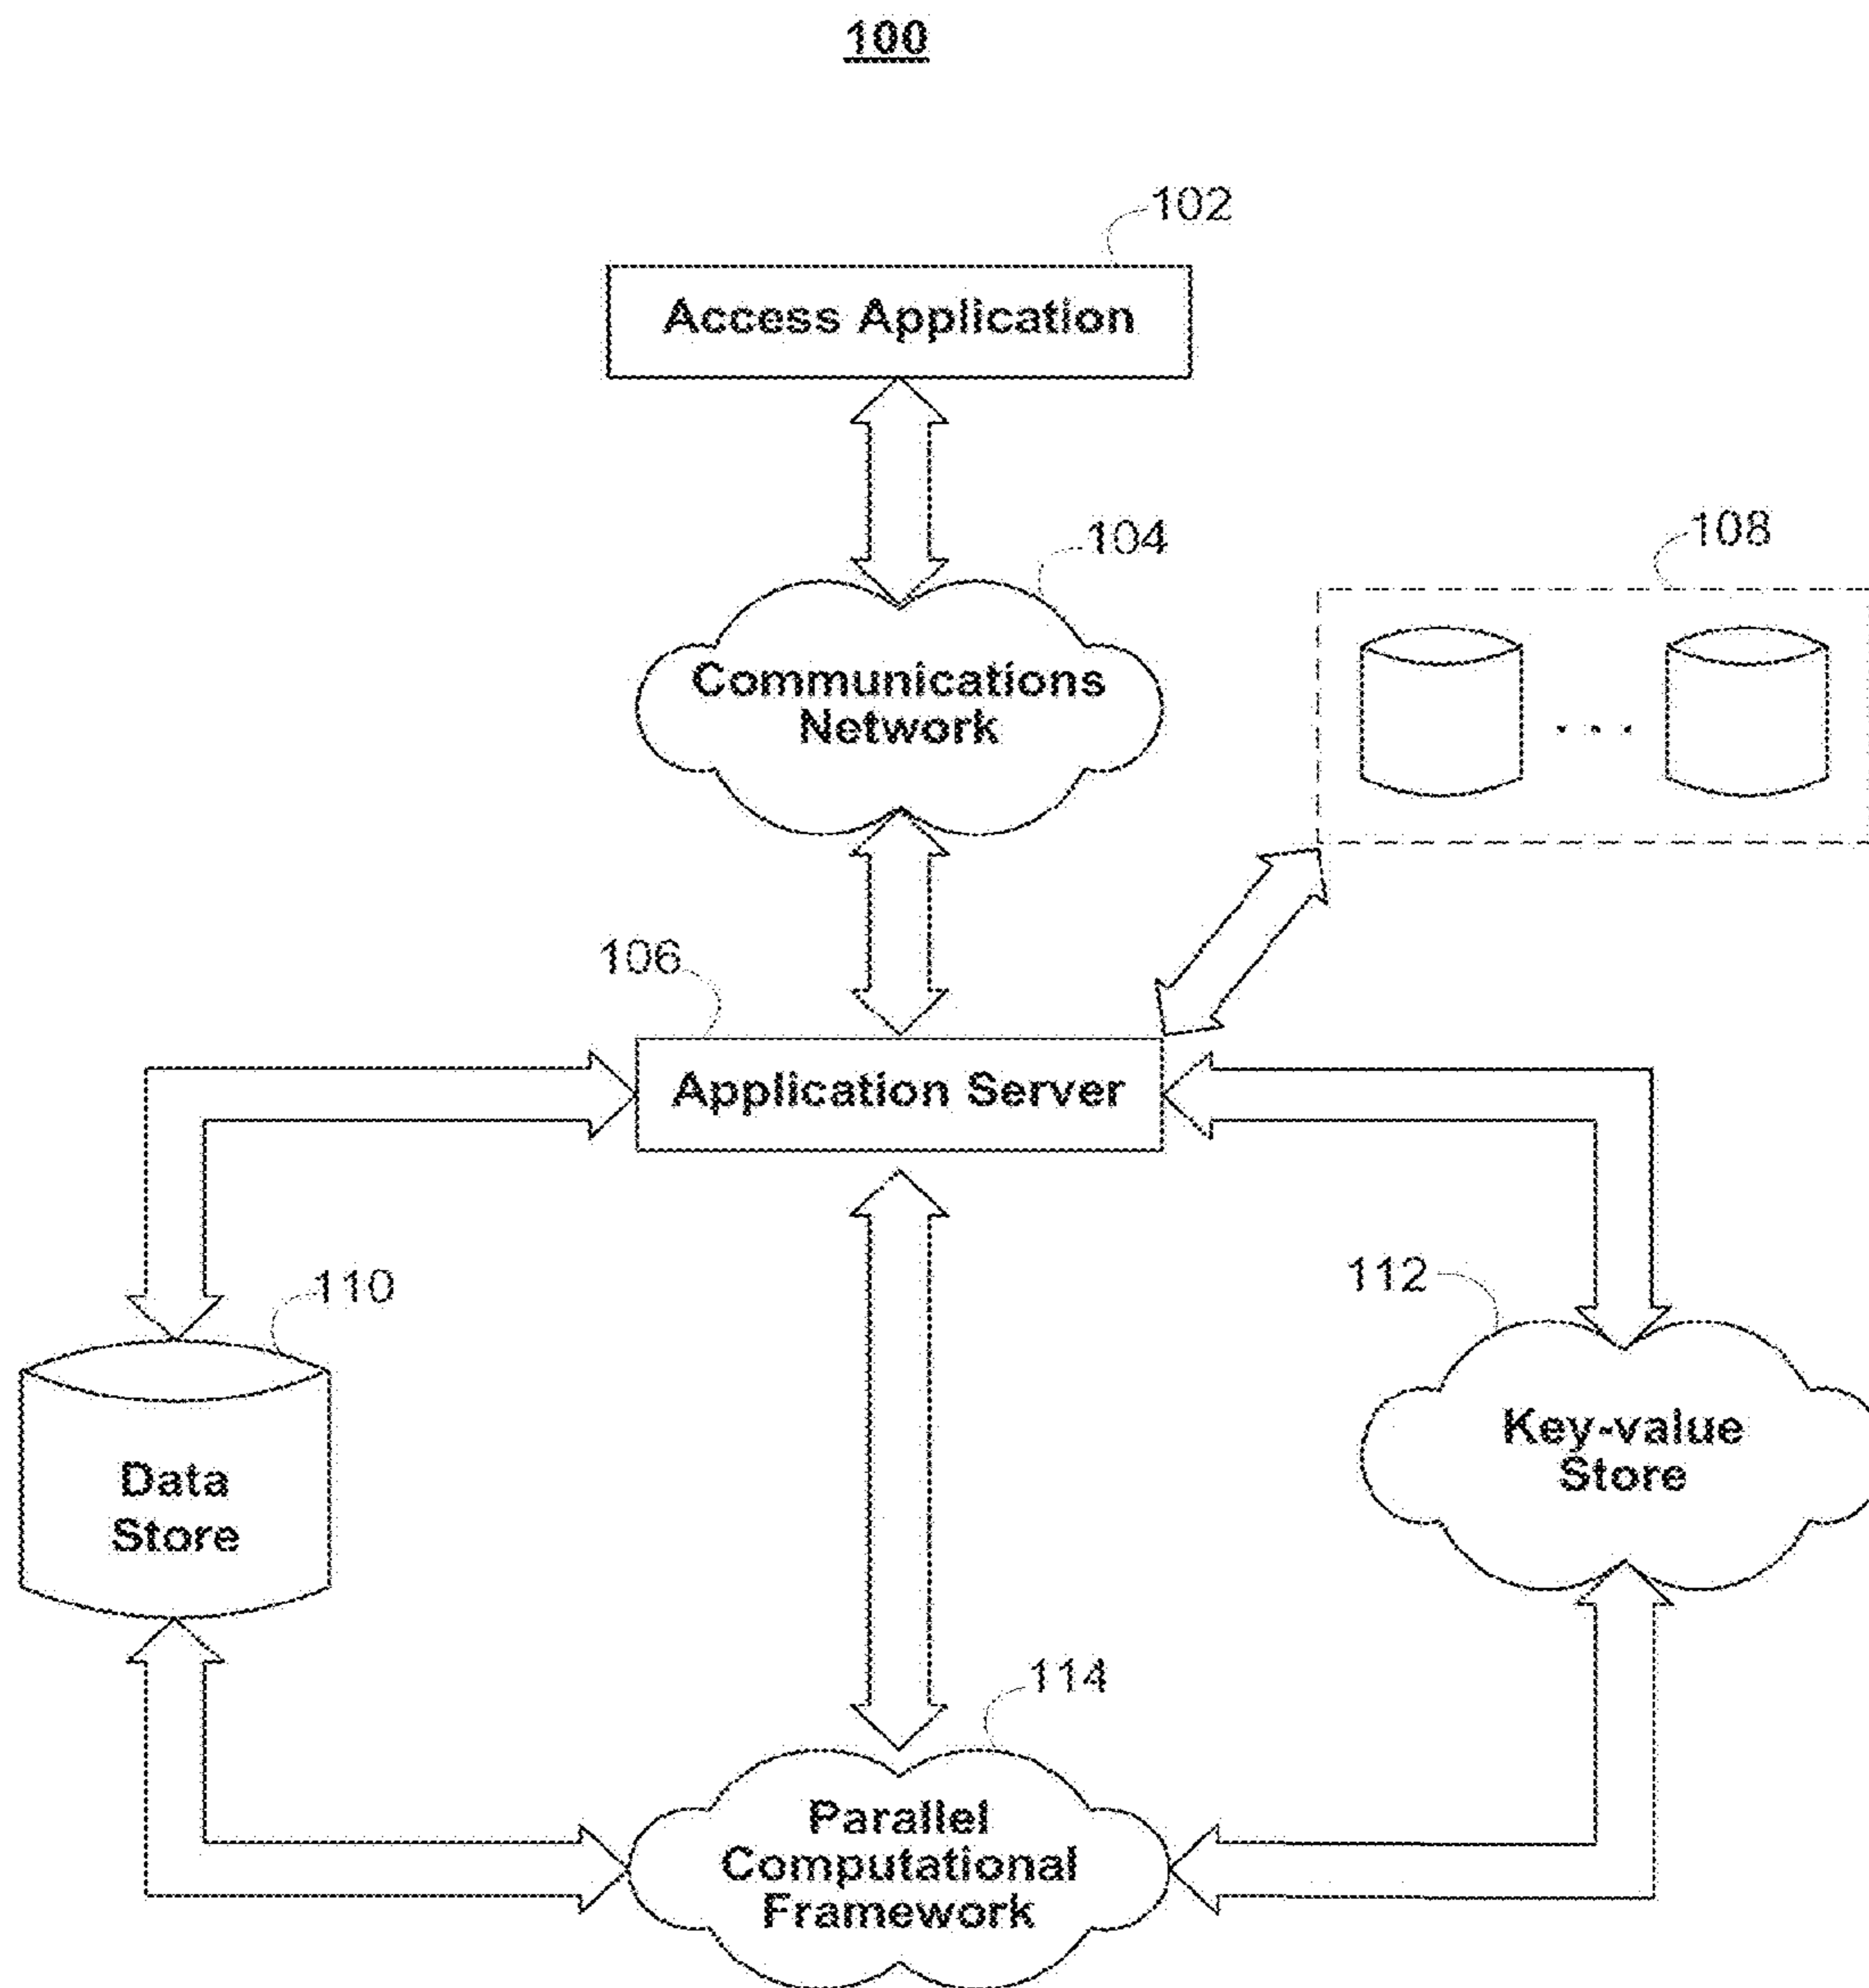 100
102
Access Application
104
108
Communications
Network
. . .
106
Application Server
110
112
Data
Store
Key-value
Store
114
Parallel
Computational
Framework